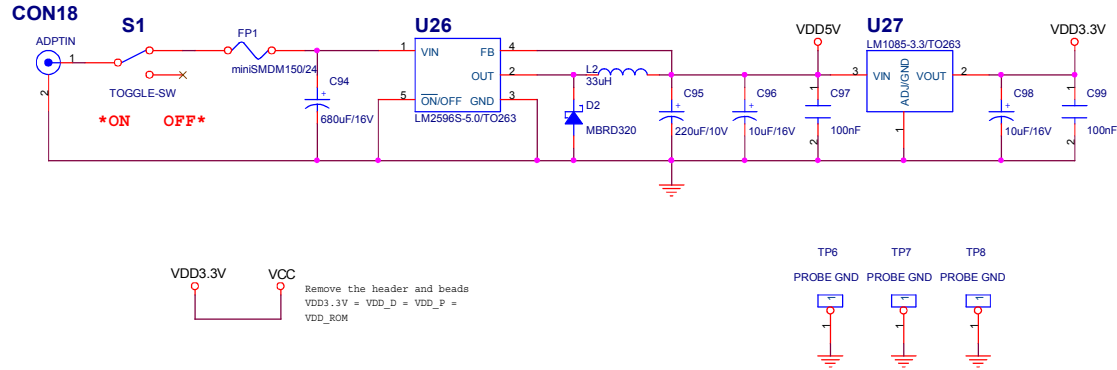 CON18
ADPTIN
1
2
S1
TOGGLE-SW
*ON OFF*
FP1
miniSMDM150/24
C94
+
680uF/16V
U26
1
VIN
FB
4
OUT
2
5
ON/OFF
GND
3
LM2596S-5.0/TO263
L2
33uH
D2
MBRD320
C95
+
220uF/10V
C96
+
10uF/16V
VDD5V
1
C97
100nF
2
U27
LM1085-3.3/TO263
3
VIN
ADJ/GND
VOUT
2
1
VDD3.3V
C98
+
10uF/16V
1
C99
100nF
2
VDD3.3V
VCC
Remove the header and beads
VDD3.3V = VDD_D = VDD_P =
VDD_ROM
TP6
TP7
TP8
PROBE GND
PROBE GND
PROBE GND
1
1
1
1
1
1